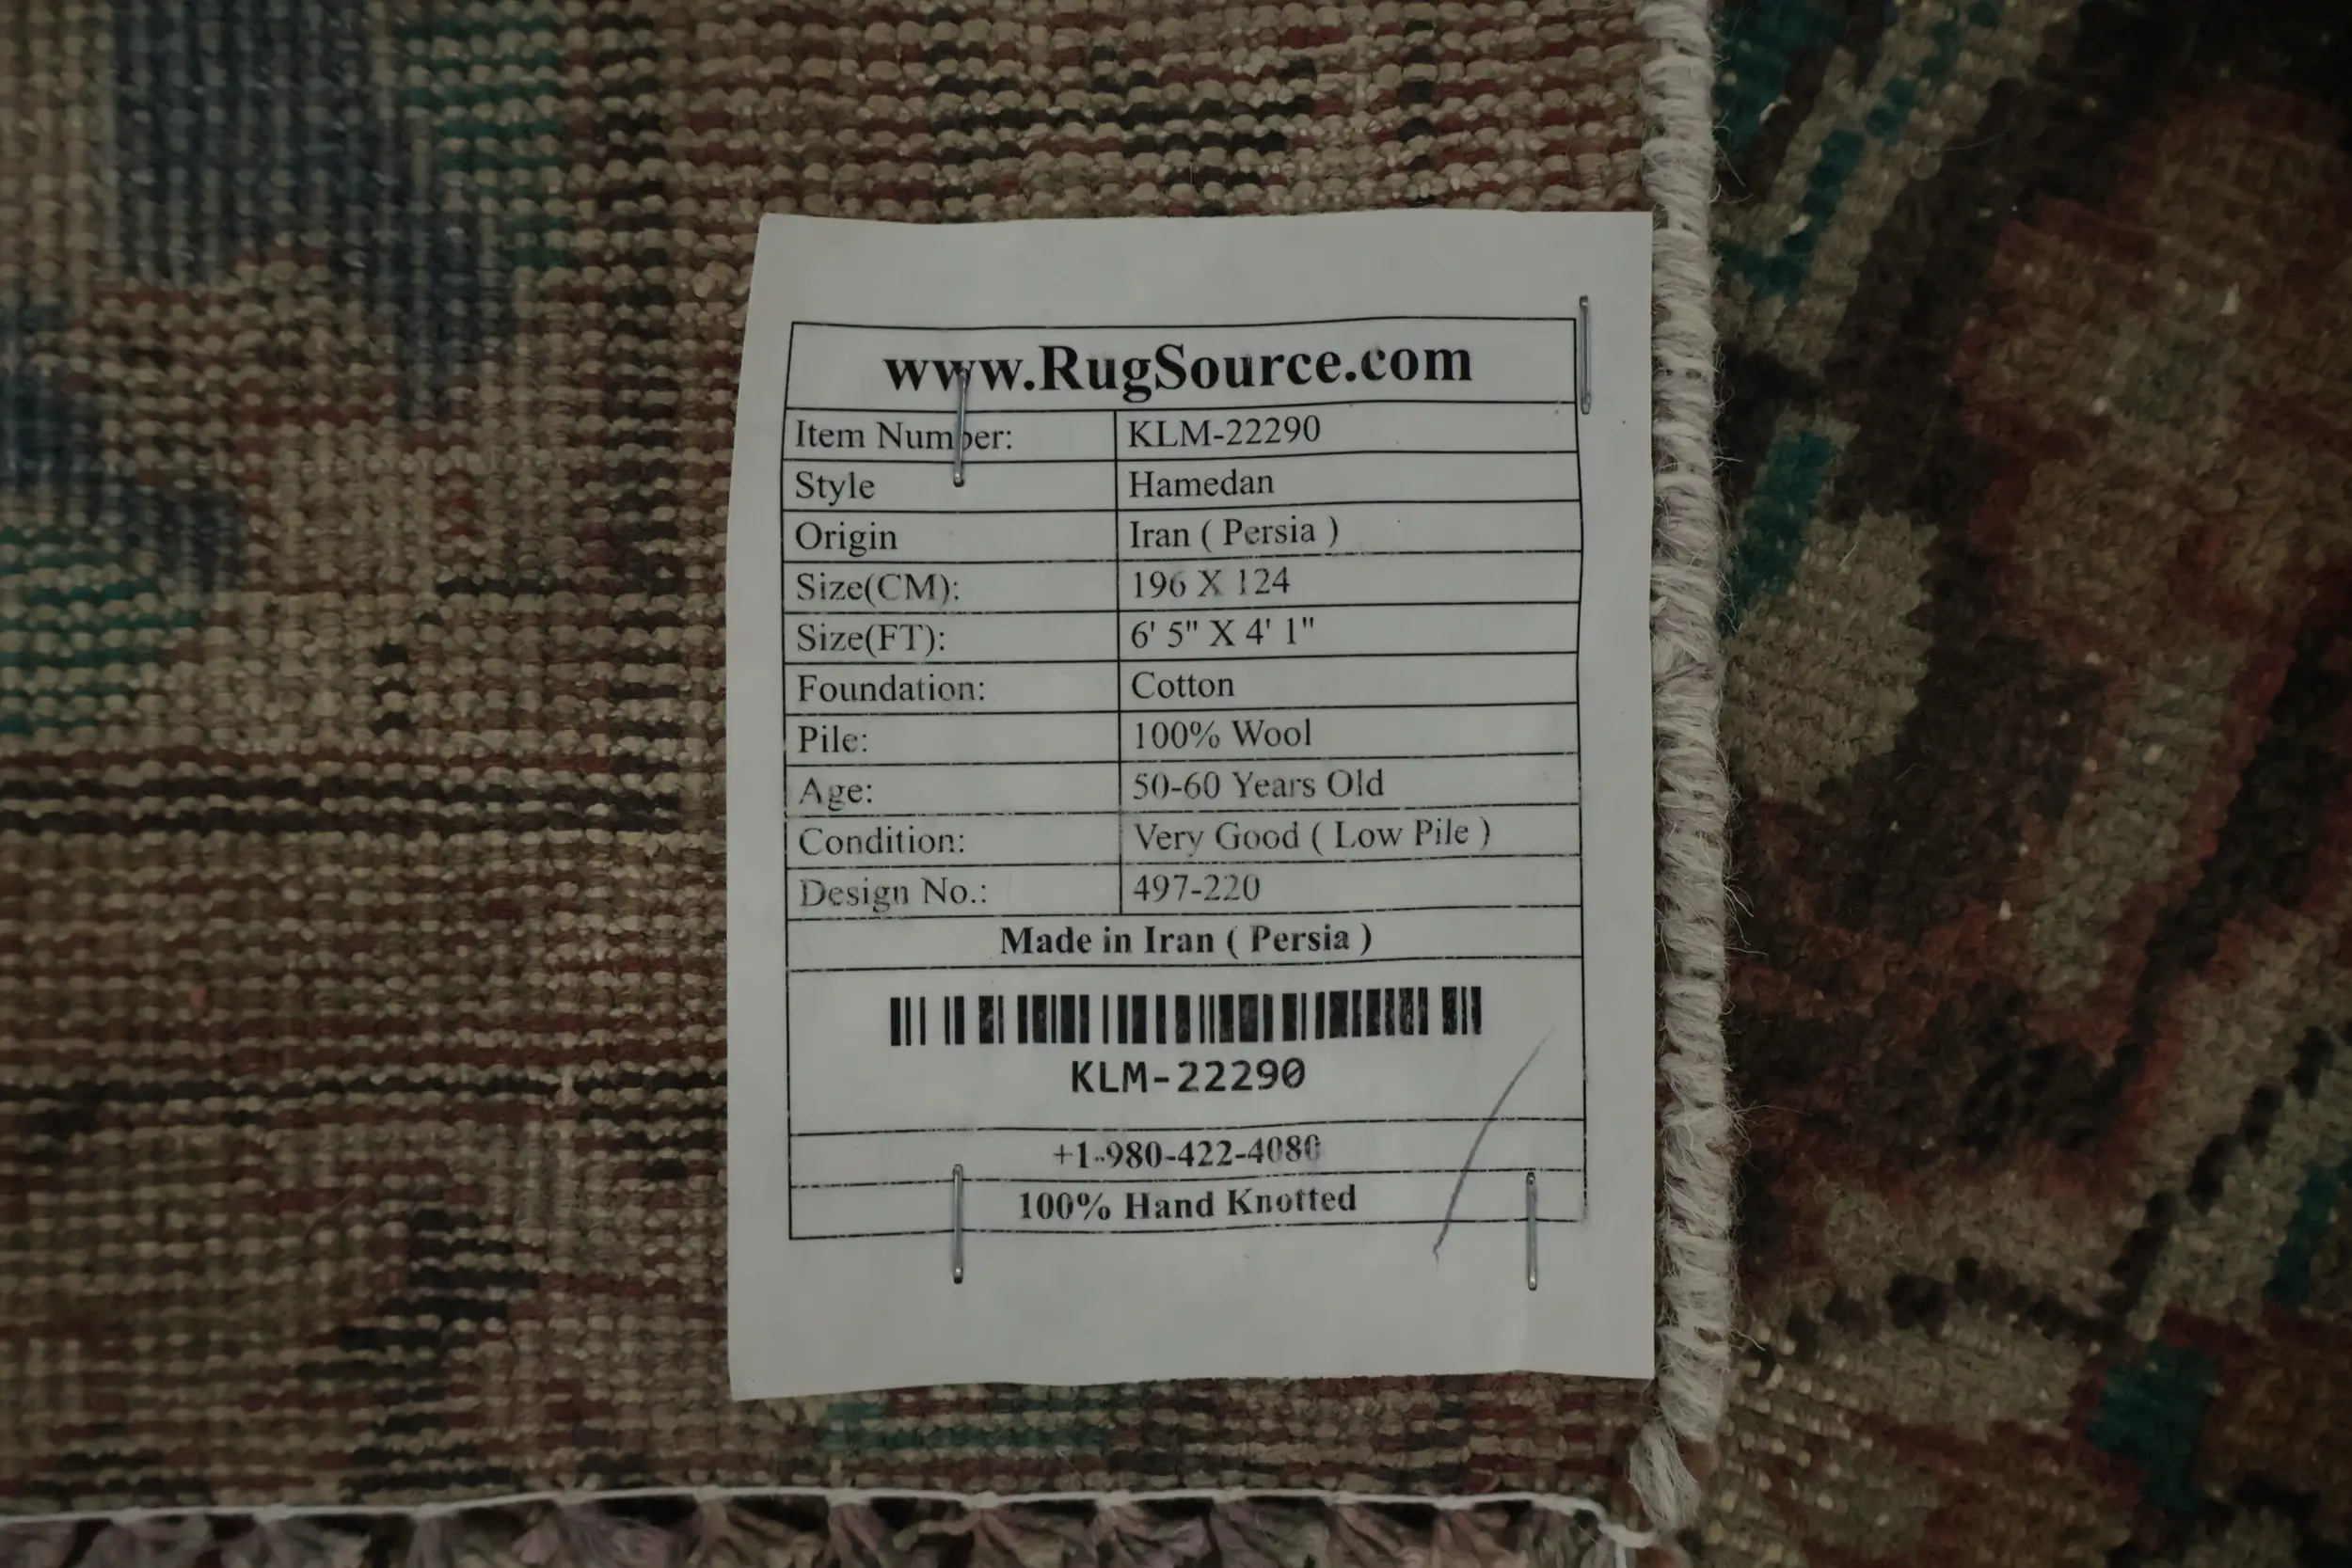 www.RugSource.com
Item Number: KLM-22290
Style Hamedan
Origin Iran ( Persia )
Size(CM): 196 X 124
Size(FT): 6' 5" X 4' 1"
Foundation: Cotton
Pile: 100% Wool
Age: 50-60 Years Old
Condition: Very Good ( Low Pile )
Design No.: 497-220
Made in Iran ( Persia )
KLM-22290
+1-980-422-4080
100% Hand Knotted